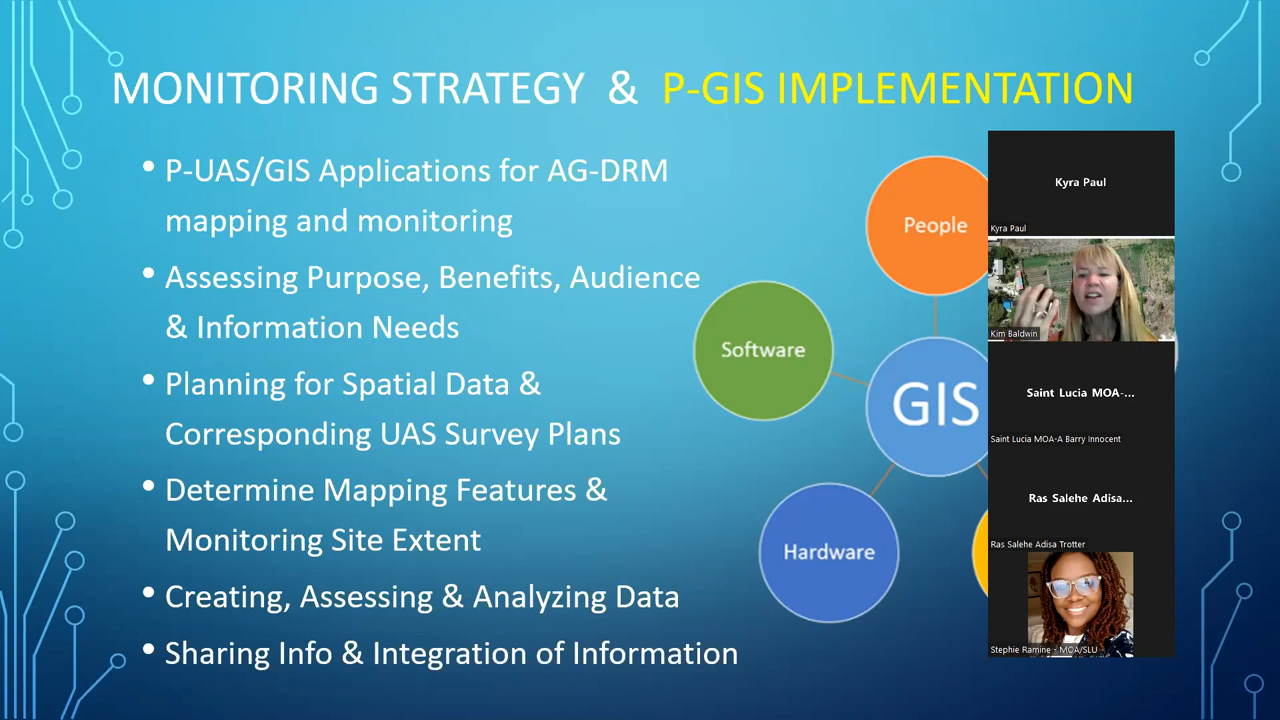 MONITORING STRATEGY & P-GIS IMPLEMENTATION
• P-UAS/GIS Applications for AG-DRM
mapping and monitoring
• Assessing Purpose, Benefits, Audience
& Information Needs
• Planning for Spatial Data &
Corresponding UAS Survey Plans
• Determine Mapping Features &
Monitoring Site Extent
• Creating, Assessing & Analyzing Data
• Sharing Info & Integration of Information
People
Software
GIS
Hardware
Kyra Paul
Kyra Paul
Kim Baldwin
Saint Lucia MOA-...
Saint Lucia MOA-A Barry Innocent
Ras Salehe Adisa...
Ras Salehe Adisa Trotter
Stephie Ramine - MOA/SLU